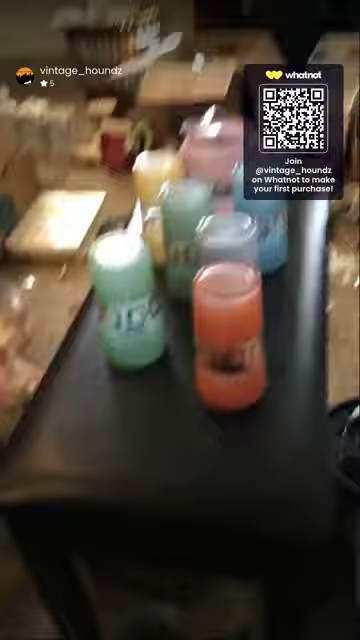 vintage_houndz
★5
whatnot
Join
@vintage_houndz
on Whatnot to make
your first purchase!